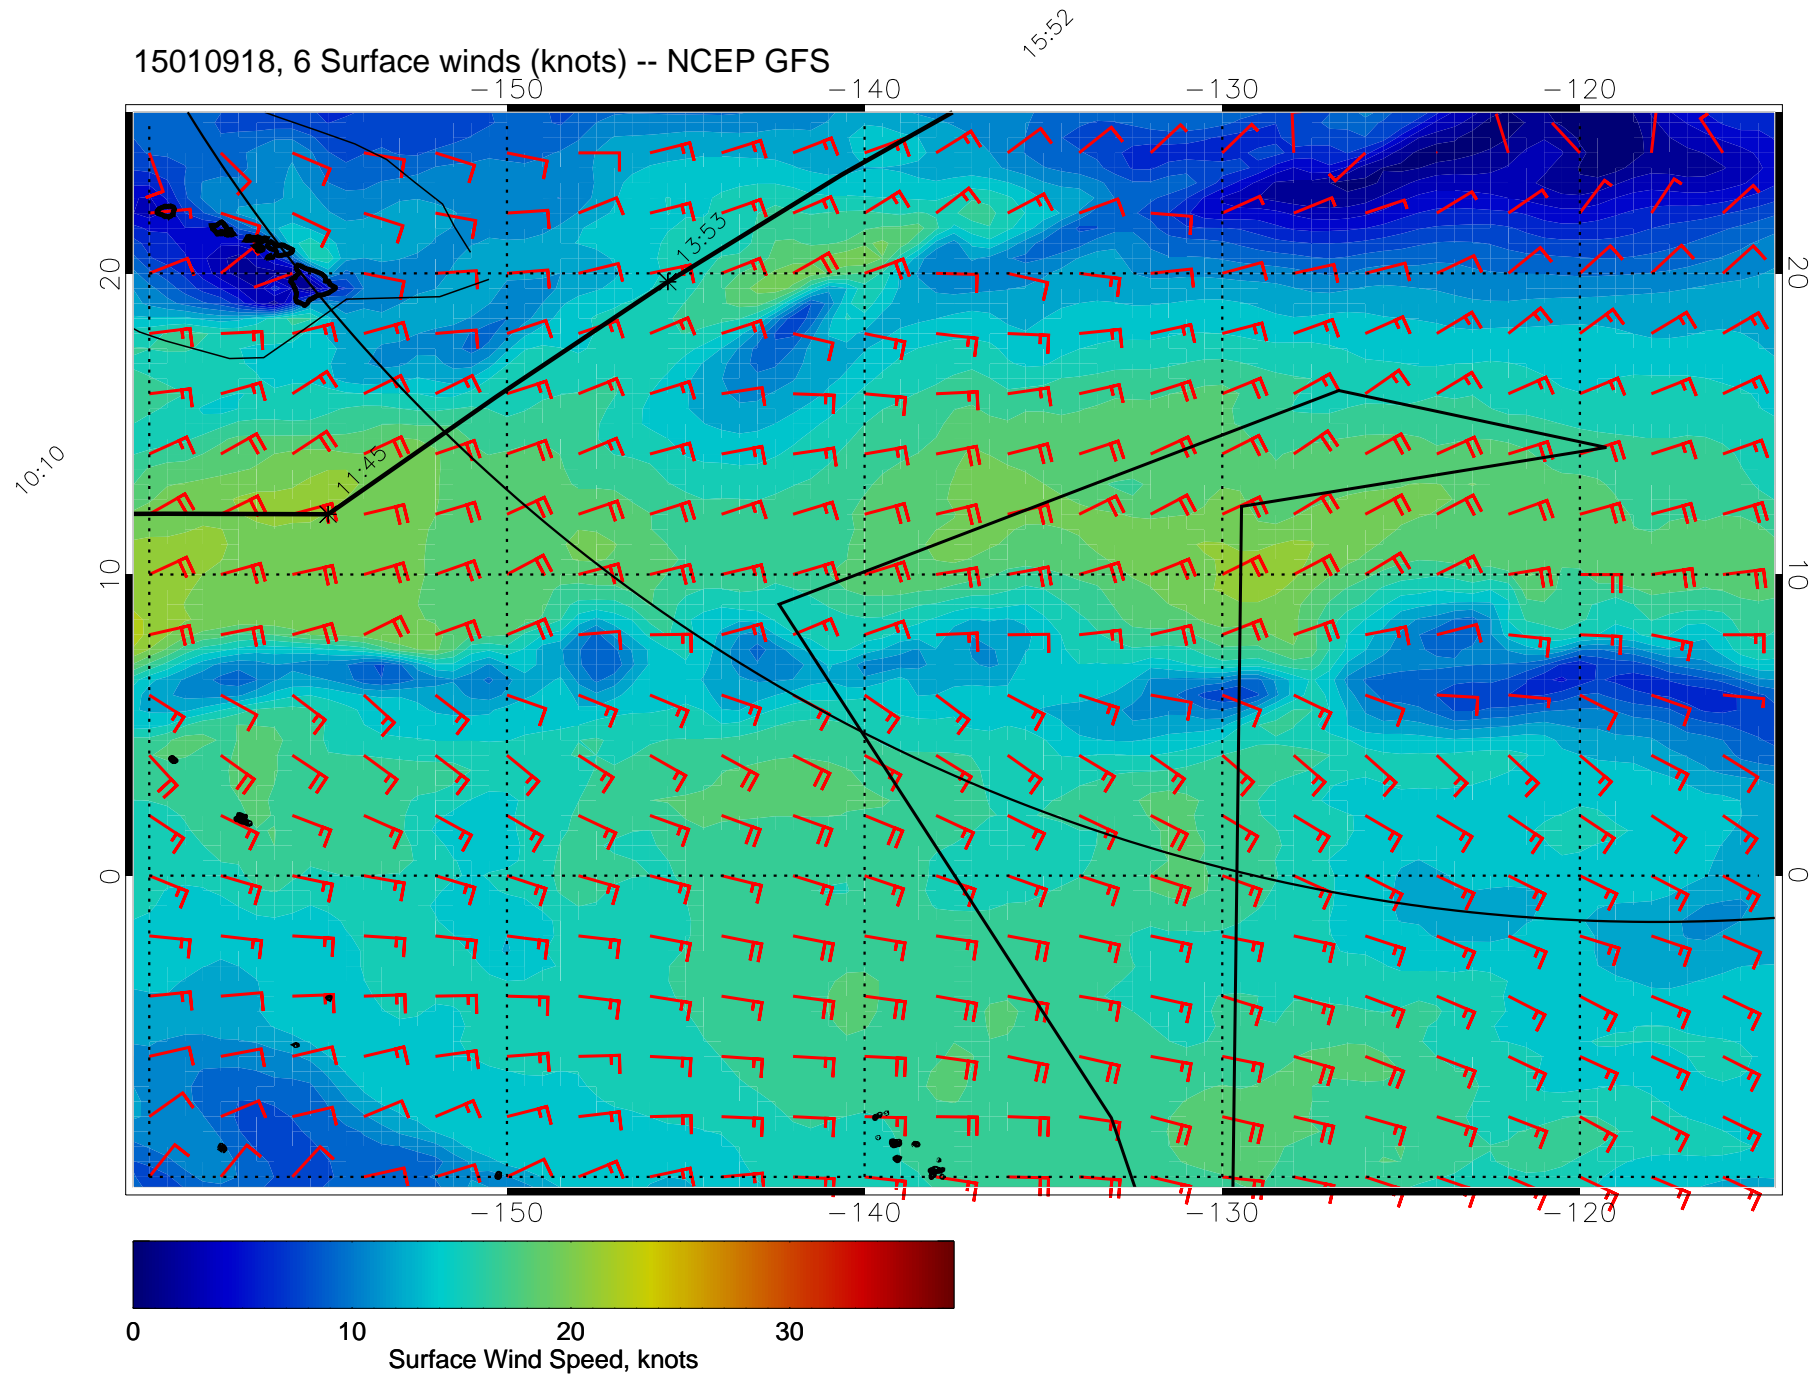 15:52
15010918, 6 Surface winds (knots) -- NCEP GFS
-150 -140 -130 -120
20 20
13:53
10:10
11:45
10 10
0 0
-150 -140 -130 -120
0 10 20 30
Surface Wind Speed, knots